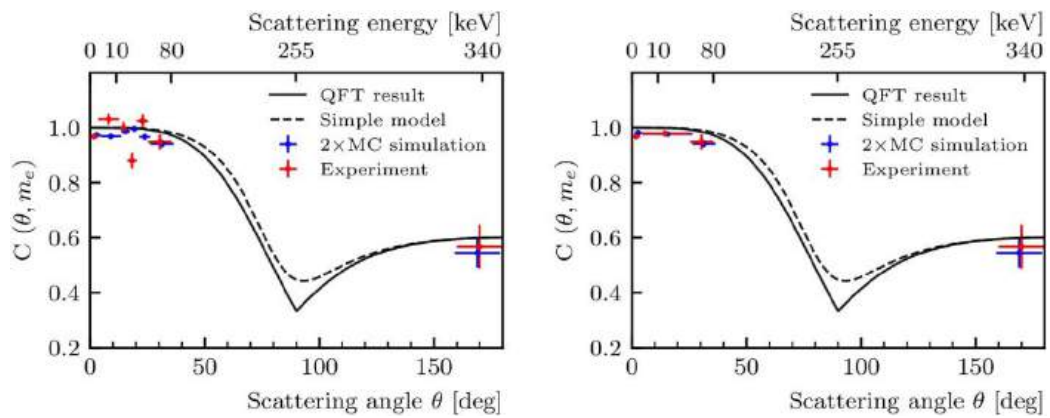 Scattering energy [keV]
0 10 80 255 340
QFT result
Simple model
2×MC simulation
Experiment
C (θ, mₑ)
1.0
0.8
0.6
0.4
0.2
0 50 100 150
Scattering angle θ [deg]
Scattering energy [keV]
0 10 80 255 340
QFT result
Simple model
2×MC simulation
Experiment
C (θ, mₑ)
1.0
0.8
0.6
0.4
0.2
0 50 100 150
Scattering angle θ [deg]